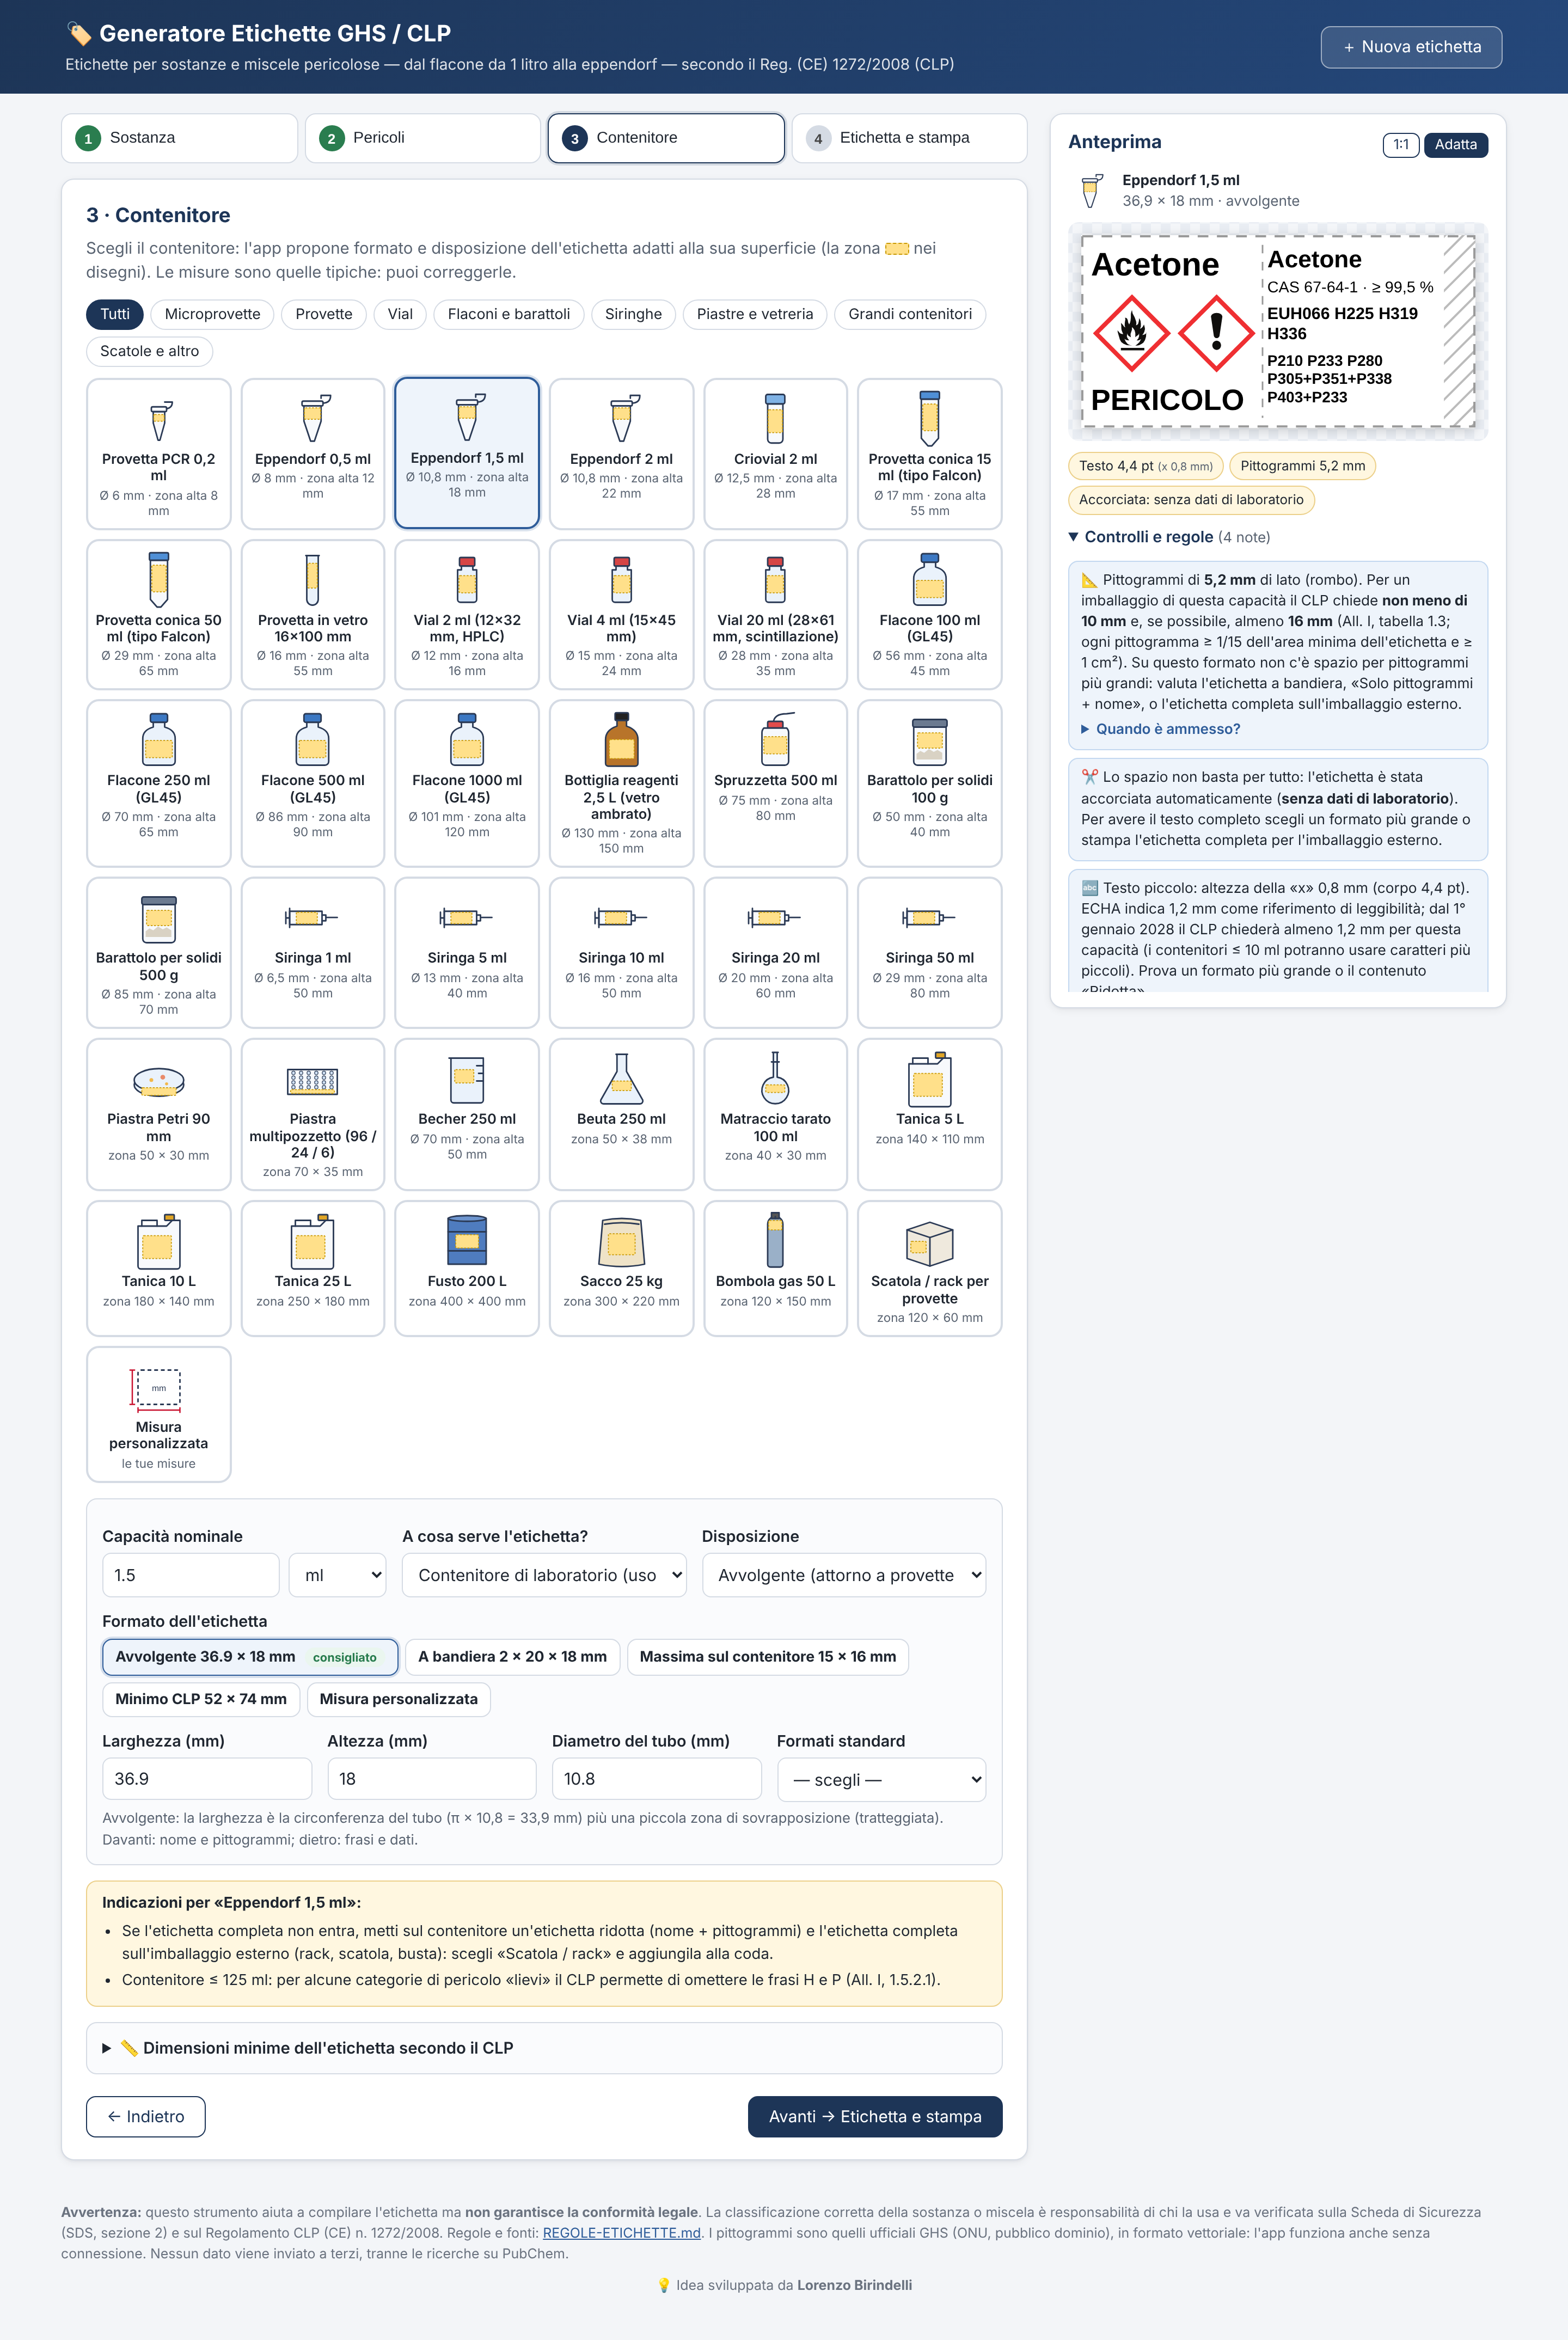 🏷️ Generatore Etichette GHS / CLP
Etichette per sostanze e miscele pericolose — dal flacone da 1 litro alla eppendorf — secondo il Reg. (CE) 1272/2008 (CLP)
＋ Nuova etichetta
1 Sostanza
2 Pericoli
3 Contenitore
4 Etichetta e stampa
3 · Contenitore
Scegli il contenitore: l'app propone formato e disposizione dell'etichetta adatti alla sua superficie (la zona nei
disegni). Le misure sono quelle tipiche: puoi correggerle.
Tutti
Microprovette
Provette
Vial
Flaconi e barattoli
Siringhe
Piastre e vetreria
Grandi contenitori
Scatole e altro
Provetta PCR 0,2
ml
Ø 6 mm · zona alta 8
mm
Eppendorf 0,5 ml
Ø 8 mm · zona alta 12
mm
Eppendorf 1,5 ml
Ø 10,8 mm · zona alta
18 mm
Eppendorf 2 ml
Ø 10,8 mm · zona alta
22 mm
Criovial 2 ml
Ø 12,5 mm · zona alta
28 mm
Provetta conica 15
ml (tipo Falcon)
Ø 17 mm · zona alta
55 mm
Provetta conica 50
ml (tipo Falcon)
Ø 29 mm · zona alta
65 mm
Provetta in vetro
16×100 mm
Ø 16 mm · zona alta
55 mm
Vial 2 ml (12×32
mm, HPLC)
Ø 12 mm · zona alta
16 mm
Vial 4 ml (15×45
mm)
Ø 15 mm · zona alta
24 mm
Vial 20 ml (28×61
mm, scintillazione)
Ø 28 mm · zona alta
35 mm
Flacone 100 ml
(GL45)
Ø 56 mm · zona alta
45 mm
Flacone 250 ml
(GL45)
Ø 70 mm · zona alta
65 mm
Flacone 500 ml
(GL45)
Ø 86 mm · zona alta
90 mm
Flacone 1000 ml
(GL45)
Ø 101 mm · zona alta
120 mm
Bottiglia reagenti
2,5 L (vetro
ambrato)
Ø 130 mm · zona alta
150 mm
Spruzzetta 500 ml
Ø 75 mm · zona alta
80 mm
Barattolo per solidi
100 g
Ø 50 mm · zona alta
40 mm
Barattolo per solidi
500 g
Ø 85 mm · zona alta
70 mm
Siringa 1 ml
Ø 6,5 mm · zona alta
50 mm
Siringa 5 ml
Ø 13 mm · zona alta
40 mm
Siringa 10 ml
Ø 16 mm · zona alta
50 mm
Siringa 20 ml
Ø 20 mm · zona alta
60 mm
Siringa 50 ml
Ø 29 mm · zona alta
80 mm
Piastra Petri 90
mm
zona 50 × 30 mm
Piastra
multipozzetto (96 /
24 / 6)
zona 70 × 35 mm
Becher 250 ml
Ø 70 mm · zona alta
50 mm
Beuta 250 ml
zona 50 × 38 mm
Matraccio tarato
100 ml
zona 40 × 30 mm
Tanica 5 L
zona 140 × 110 mm
Tanica 10 L
zona 180 × 140 mm
Tanica 25 L
zona 250 × 180 mm
Fusto 200 L
zona 400 × 400 mm
Sacco 25 kg
zona 300 × 220 mm
Bombola gas 50 L
zona 120 × 150 mm
Scatola / rack per
provette
zona 120 × 60 mm
mm
Misura
personalizzata
le tue misure
Capacità nominale
1.5
ml
A cosa serve l'etichetta?
Contenitore di laboratorio (uso
Disposizione
Avvolgente (attorno a provette
Formato dell'etichetta
Avvolgente 36.9 × 18 mm consigliato
A bandiera 2 × 20 × 18 mm
Massima sul contenitore 15 × 16 mm
Minimo CLP 52 × 74 mm
Misura personalizzata
Larghezza (mm)
36.9
Altezza (mm)
18
Diametro del tubo (mm)
10.8
Formati standard
— scegli —
Avvolgente: la larghezza è la circonferenza del tubo (π × 10,8 = 33,9 mm) più una piccola zona di sovrapposizione (tratteggiata).
Davanti: nome e pittogrammi; dietro: frasi e dati.
Indicazioni per «Eppendorf 1,5 ml»:
• Se l'etichetta completa non entra, metti sul contenitore un'etichetta ridotta (nome + pittogrammi) e l'etichetta completa
sull'imballaggio esterno (rack, scatola, busta): scegli «Scatola / rack» e aggiungila alla coda.
• Contenitore ≤ 125 ml: per alcune categorie di pericolo «lievi» il CLP permette di omettere le frasi H e P (All. I, 1.5.2.1).
▶ 📏 Dimensioni minime dell'etichetta secondo il CLP
← Indietro
Avanti → Etichetta e stampa
Anteprima
1:1
Adatta
Eppendorf 1,5 ml
36,9 × 18 mm · avvolgente
Acetone
PERICOLO
Acetone
CAS 67-64-1 · ≥ 99,5 %
EUH066 H225 H319
H336
P210 P233 P280
P305+P351+P338
P403+P233
Testo 4,4 pt (x 0,8 mm)
Pittogrammi 5,2 mm
Accorciata: senza dati di laboratorio
▼ Controlli e regole (4 note)
📐 Pittogrammi di 5,2 mm di lato (rombo). Per un
imballaggio di questa capacità il CLP chiede non meno di
10 mm e, se possibile, almeno 16 mm (All. I, tabella 1.3;
ogni pittogramma ≥ 1/15 dell'area minima dell'etichetta e ≥
1 cm²). Su questo formato non c'è spazio per pittogrammi
più grandi: valuta l'etichetta a bandiera, «Solo pittogrammi
+ nome», o l'etichetta completa sull'imballaggio esterno.
▶ Quando è ammesso?
✂️ Lo spazio non basta per tutto: l'etichetta è stata
accorciata automaticamente (senza dati di laboratorio).
Per avere il testo completo scegli un formato più grande o
stampa l'etichetta completa per l'imballaggio esterno.
🔤 Testo piccolo: altezza della «x» 0,8 mm (corpo 4,4 pt).
ECHA indica 1,2 mm come riferimento di leggibilità; dal 1°
gennaio 2028 il CLP chiederà almeno 1,2 mm per questa
capacità (i contenitori ≤ 10 ml potranno usare caratteri più
piccoli). Prova un formato più grande o il contenuto
«Ridotta».
Avvertenza: questo strumento aiuta a compilare l'etichetta ma non garantisce la conformità legale. La classificazione corretta della sostanza o miscela è responsabilità di chi la usa e va verificata sulla Scheda di Sicurezza
(SDS, sezione 2) e sul Regolamento CLP (CE) n. 1272/2008. Regole e fonti: REGOLE-ETICHETTE.md. I pittogrammi sono quelli ufficiali GHS (ONU, pubblico dominio), in formato vettoriale: l'app funziona anche senza
connessione. Nessun dato viene inviato a terzi, tranne le ricerche su PubChem.
💡 Idea sviluppata da Lorenzo Birindelli